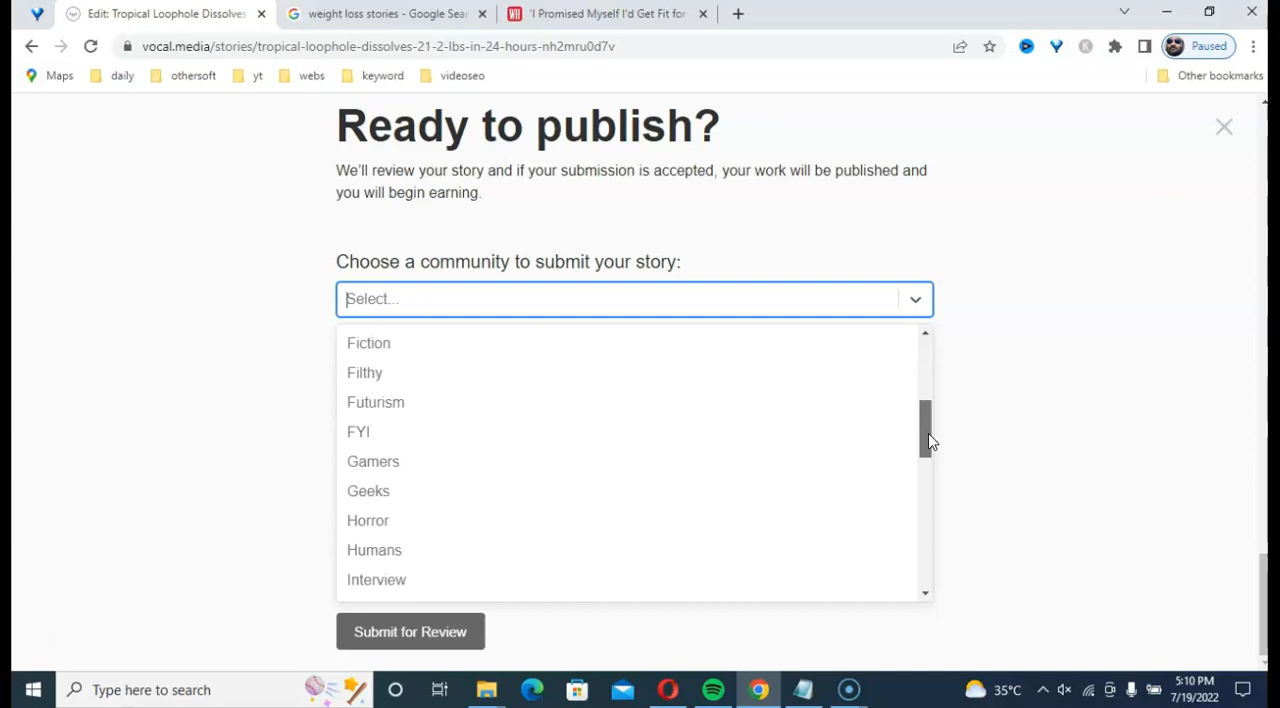 Edit: Tropical Loophole Dissolves
weight loss stories - Google Sea
WH 'I Promised Myself I'd Get Fit for
vocal.media/stories/tropical-loophole-dissolves-21-2-lbs-in-24-hours-nh2mru0d7v
K
Paused
Maps daily othersoft yt webs keyword videoseo Other bookmarks
Ready to publish?
We'll review your story and if your submission is accepted, your work will be published and
you will begin earning.
Choose a community to submit your story:
Select...
Fiction
Filthy
Futurism
FYI
Gamers
Geeks
Horror
Humans
Interview
Submit for Review
Type here to search
35°C
5:10 PM
7/19/2022